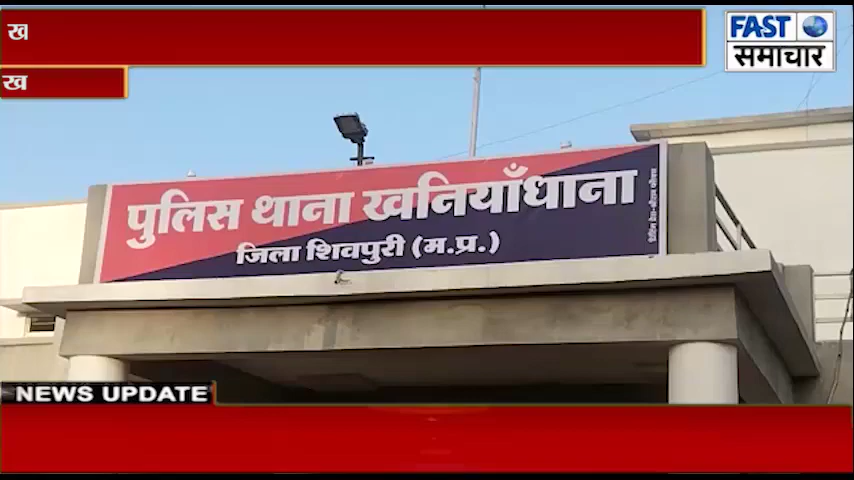 ख
FAST
समाचार
ख
पुलिस थाना खनियाँधाना
जिला शिवपुरी (म.प्र.)
NEWS UPDATE